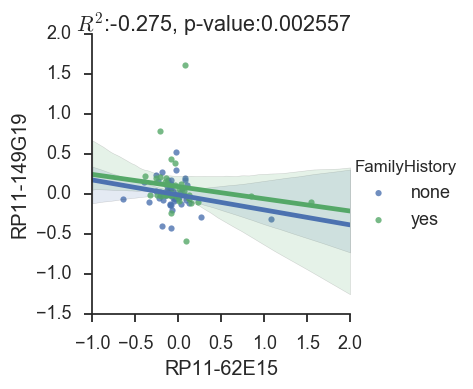 R²:-0.275, p-value:0.002557
2.0
1.5
1.0
0.5
0.0
−0.5
−1.0
−1.5
RP11-149G19
−1.0 −0.5 0.0 0.5 1.0 1.5 2.0
RP11-62E15
FamilyHistory
none
yes